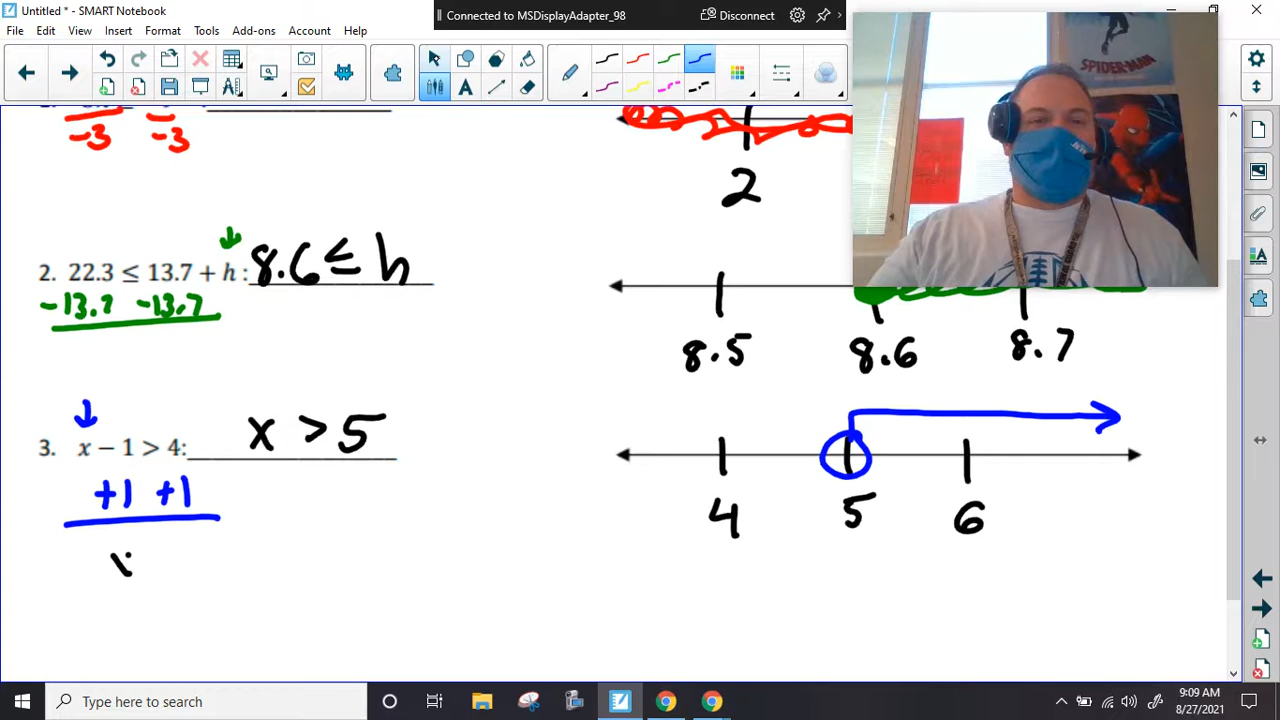 Untitled * - SMART Notebook
Connected to MSDisplayAdapter_98
Disconnect
File Edit View Insert Format Tools Add-ons Account Help
SPIDER-MAN
-3 -3
2
2. 22.3 ≤ 13.7 + h : 8.6 ≤ h
-13.7 -13.7
8.5 8.6 8.7
3. x − 1 > 4: x > 5
+1 +1
4 5 6
Type here to search
9:09 AM
8/27/2021